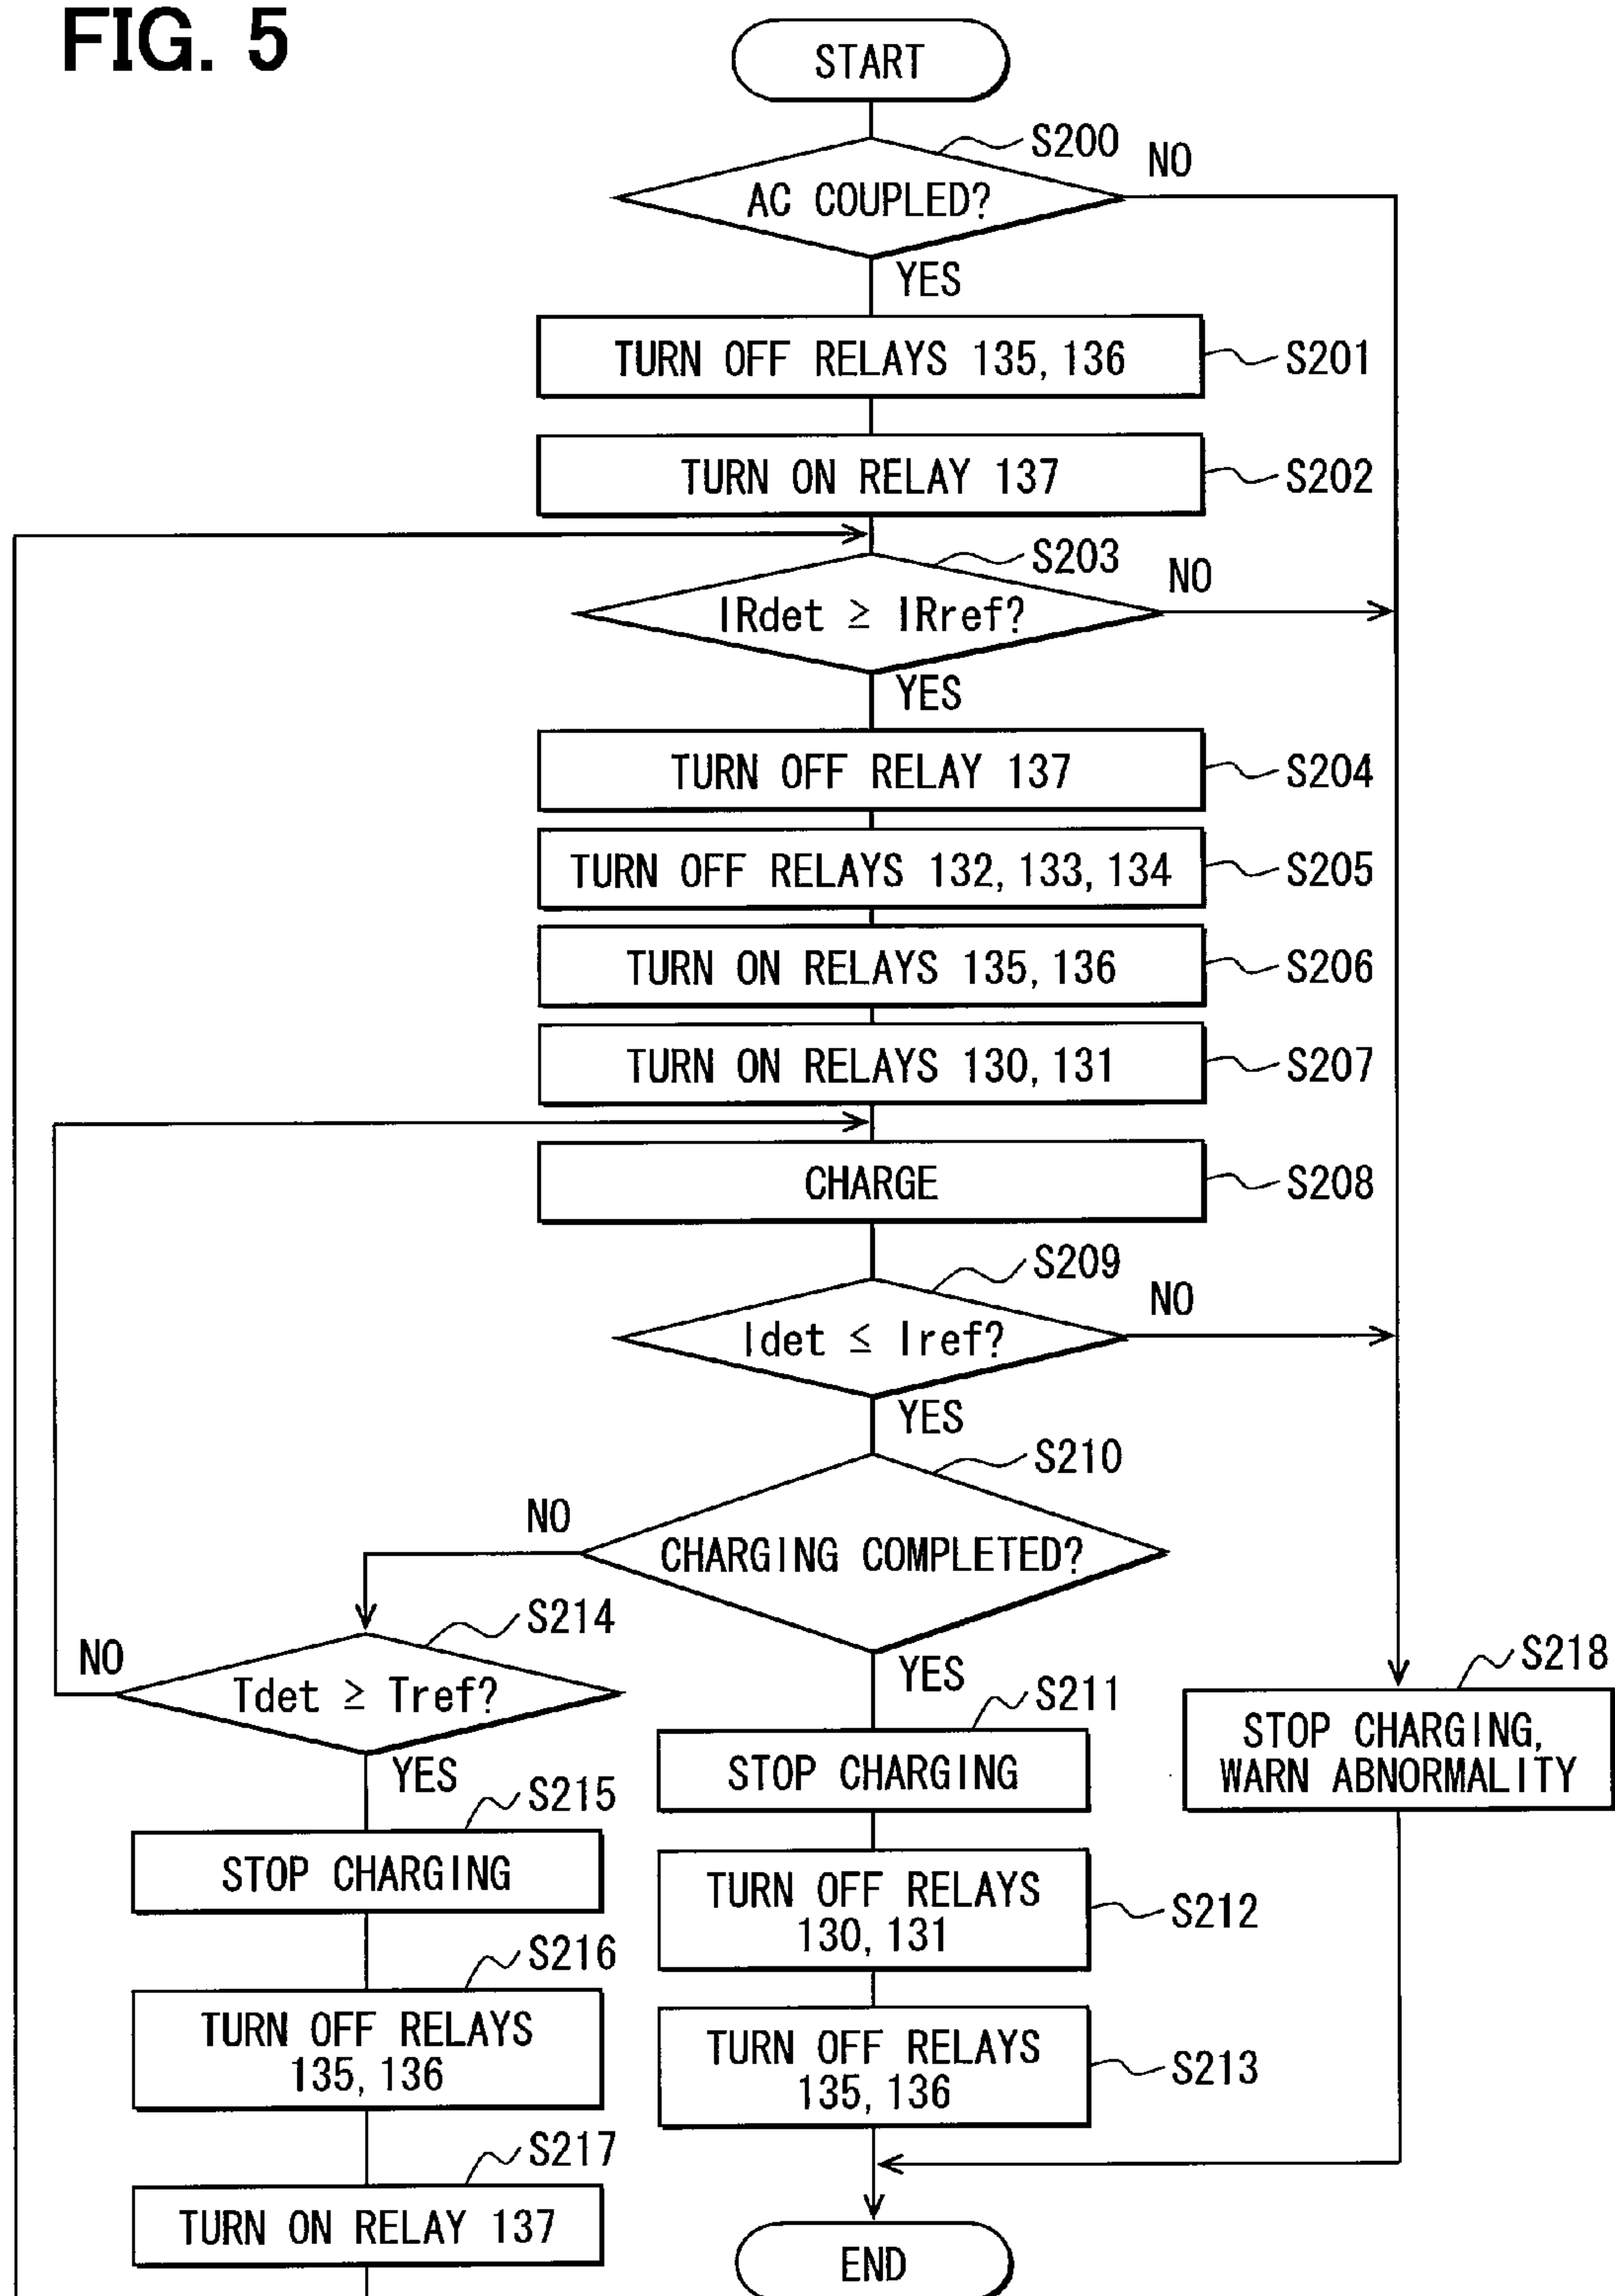 FIG. 5
START
S200
NO
AC COUPLED?
YES
TURN OFF RELAYS 135, 136
S201
TURN ON RELAY 137
S202
S203
NO
IRdet ≥ IRref?
YES
TURN OFF RELAY 137
S204
TURN OFF RELAYS 132, 133, 134
S205
TURN ON RELAYS 135, 136
S206
TURN ON RELAYS 130, 131
S207
CHARGE
S208
S209
NO
Idet ≤ Iref?
YES
S210
NO
CHARGING COMPLETED?
YES
S214
NO
Tdet ≥ Tref?
YES
S211
STOP CHARGING
S218
STOP CHARGING,
WARN ABNORMALITY
S215
STOP CHARGING
TURN OFF RELAYS
130, 131
S212
S216
TURN OFF RELAYS
135, 136
TURN OFF RELAYS
135, 136
S213
S217
TURN ON RELAY 137
END